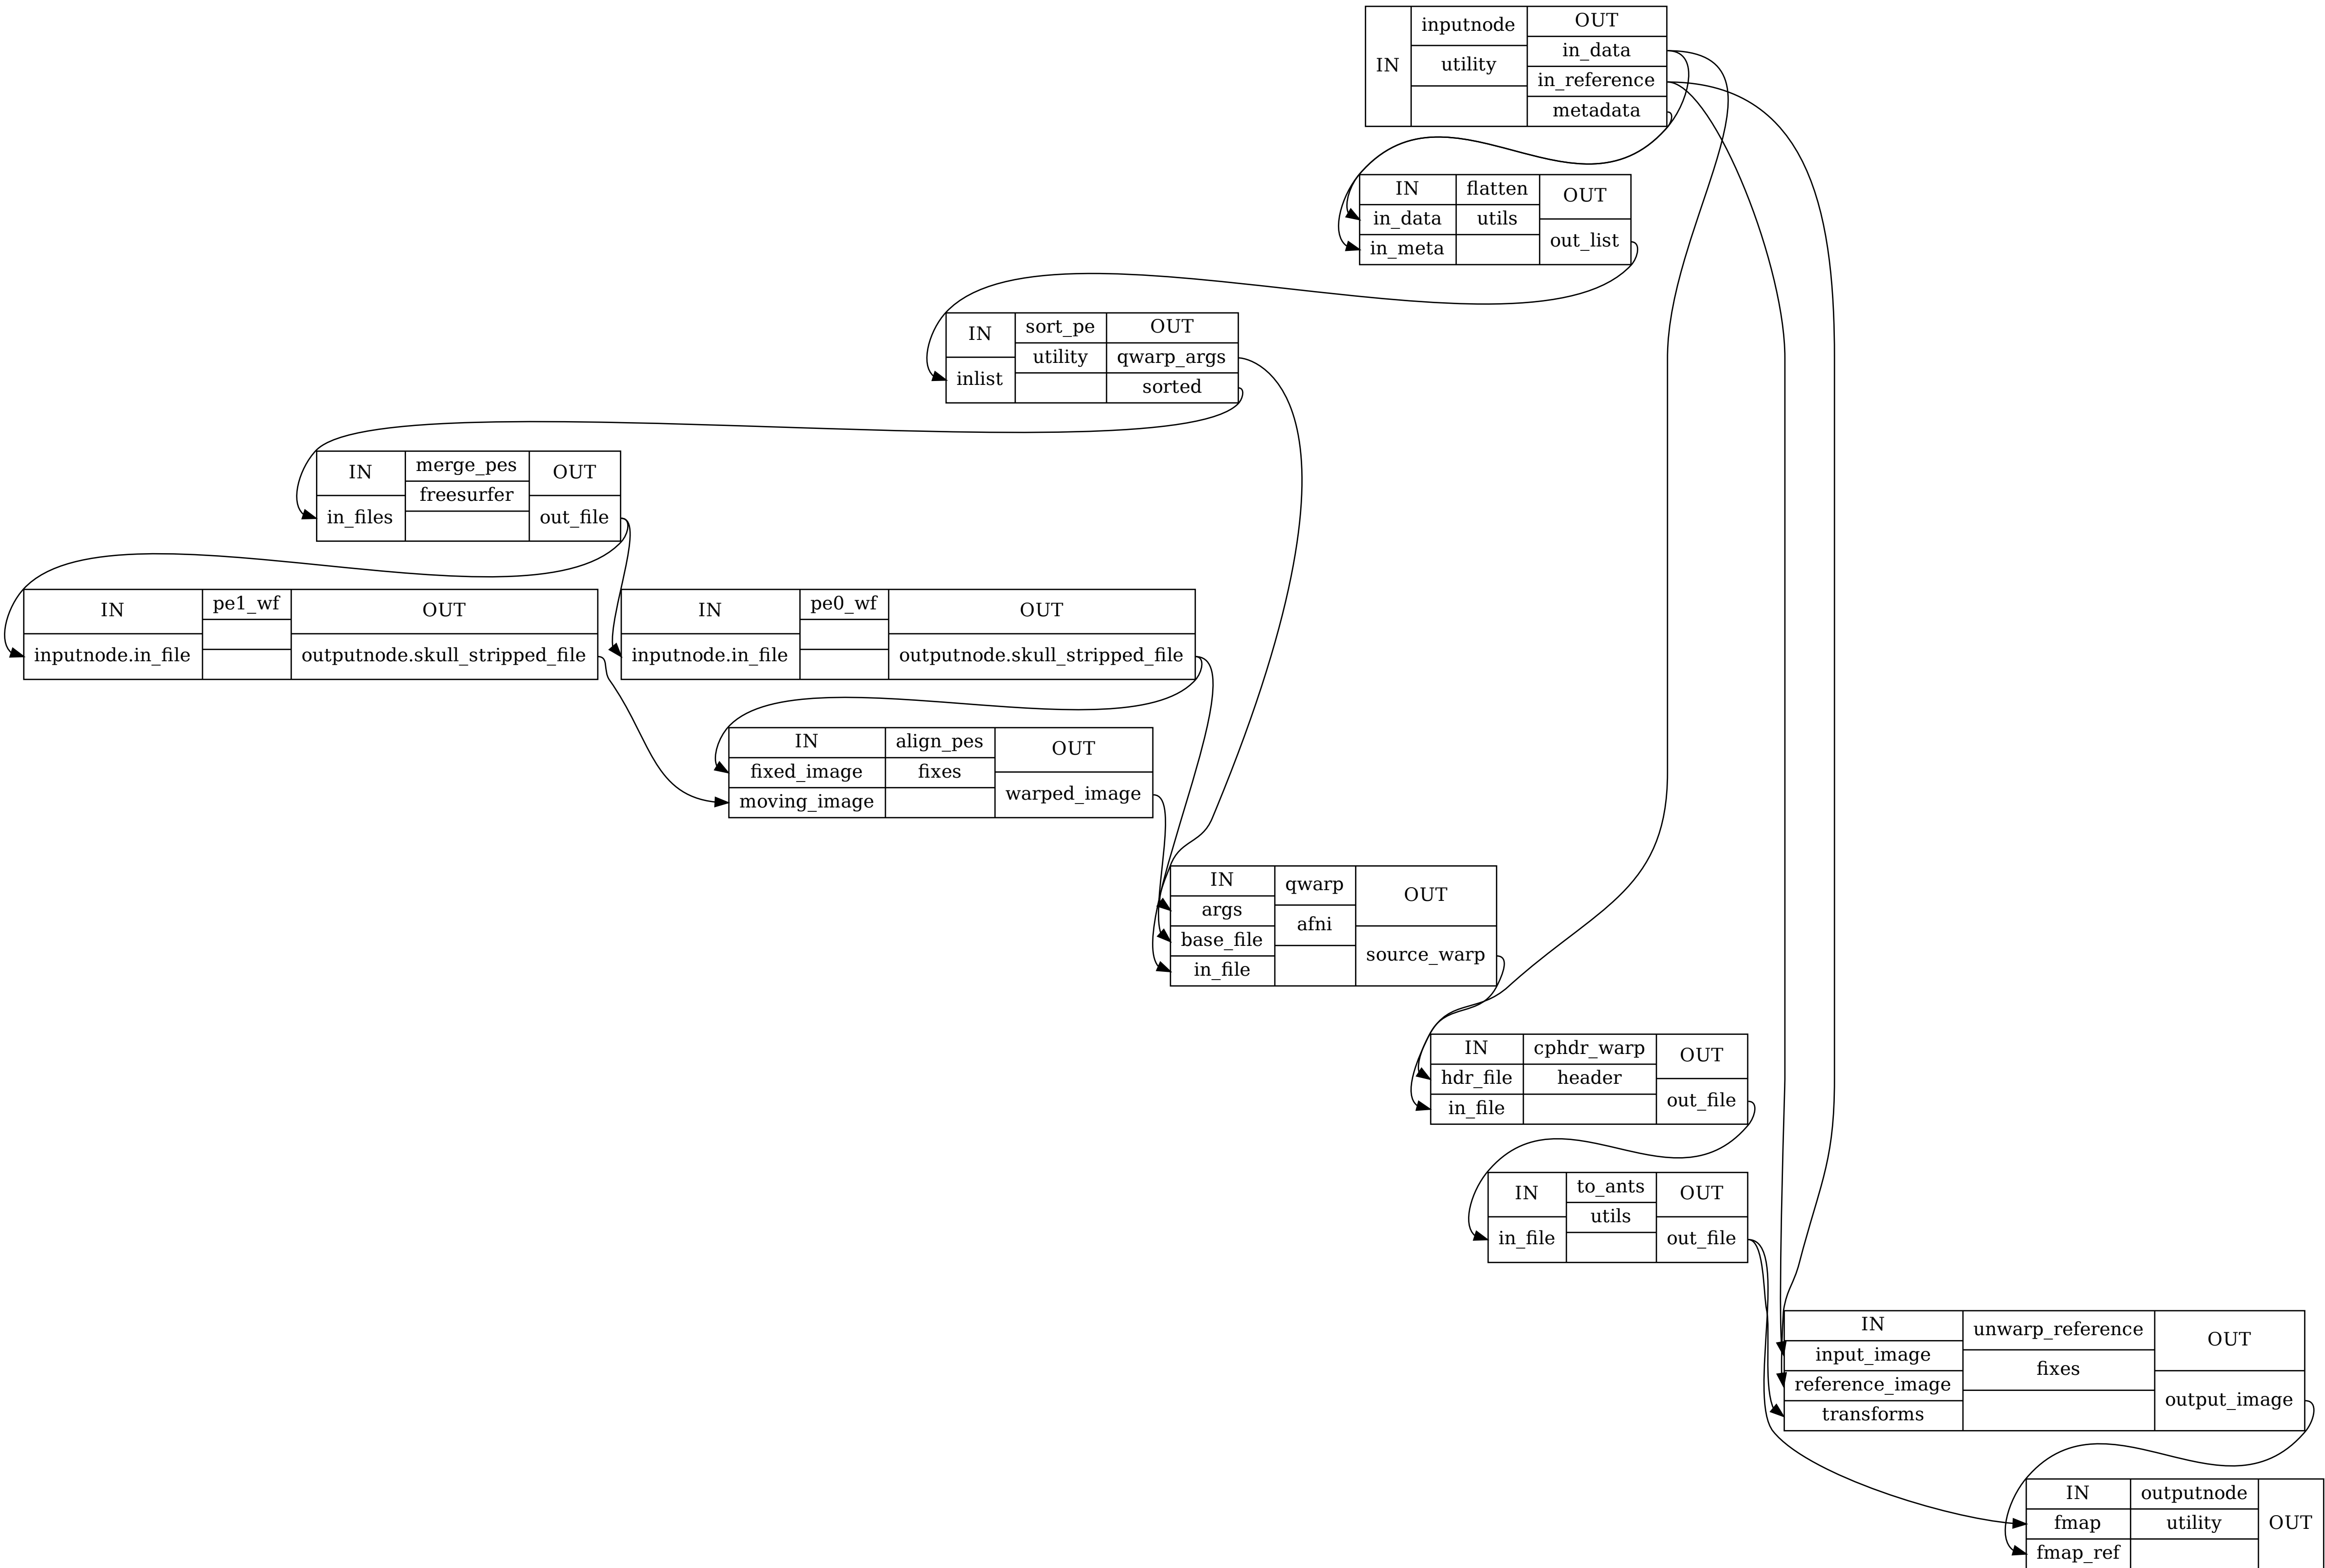 IN
inputnode
utility
OUT
in_data
in_reference
metadata
IN
in_data
in_meta
flatten
utils
OUT
out_list
IN
inlist
sort_pe
utility
OUT
qwarp_args
sorted
IN
in_files
merge_pes
freesurfer
OUT
out_file
IN
inputnode.in_file
pe1_wf
OUT
outputnode.skull_stripped_file
IN
inputnode.in_file
pe0_wf
OUT
outputnode.skull_stripped_file
IN
fixed_image
moving_image
align_pes
fixes
OUT
warped_image
IN
args
base_file
in_file
qwarp
afni
OUT
source_warp
IN
hdr_file
in_file
cphdr_warp
header
OUT
out_file
IN
in_file
to_ants
utils
OUT
out_file
IN
input_image
reference_image
transforms
unwarp_reference
fixes
OUT
output_image
IN
fmap
fmap_ref
outputnode
utility
OUT